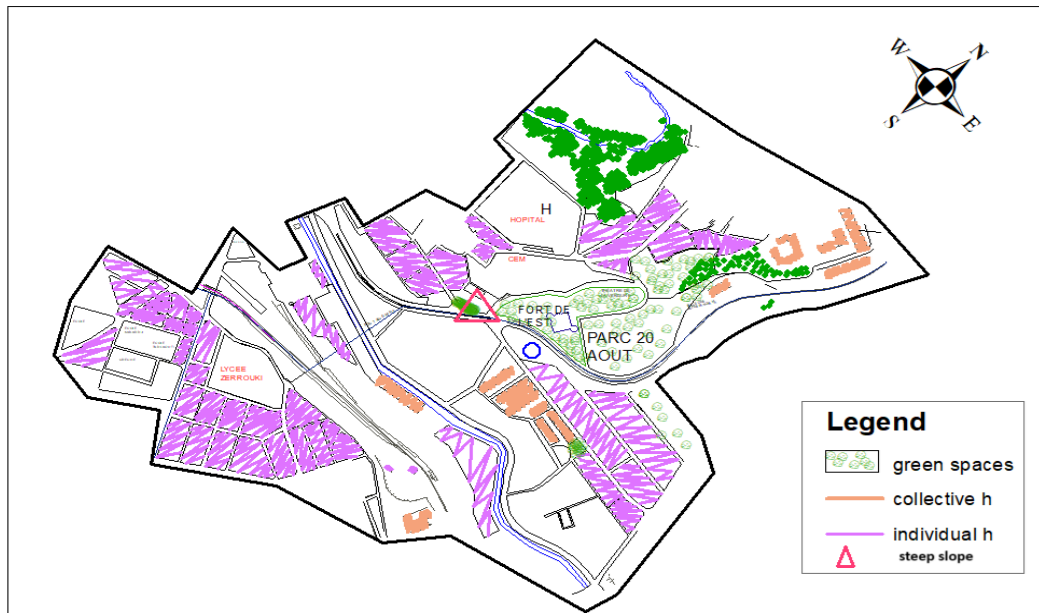 W
N
S
E
H
HOPITAL
CEM
FORT DE
L'EST
PARC 20
AOUT
LYCEE
ZERROUKI
Legend
green spaces
collective h
individual h
steep slope